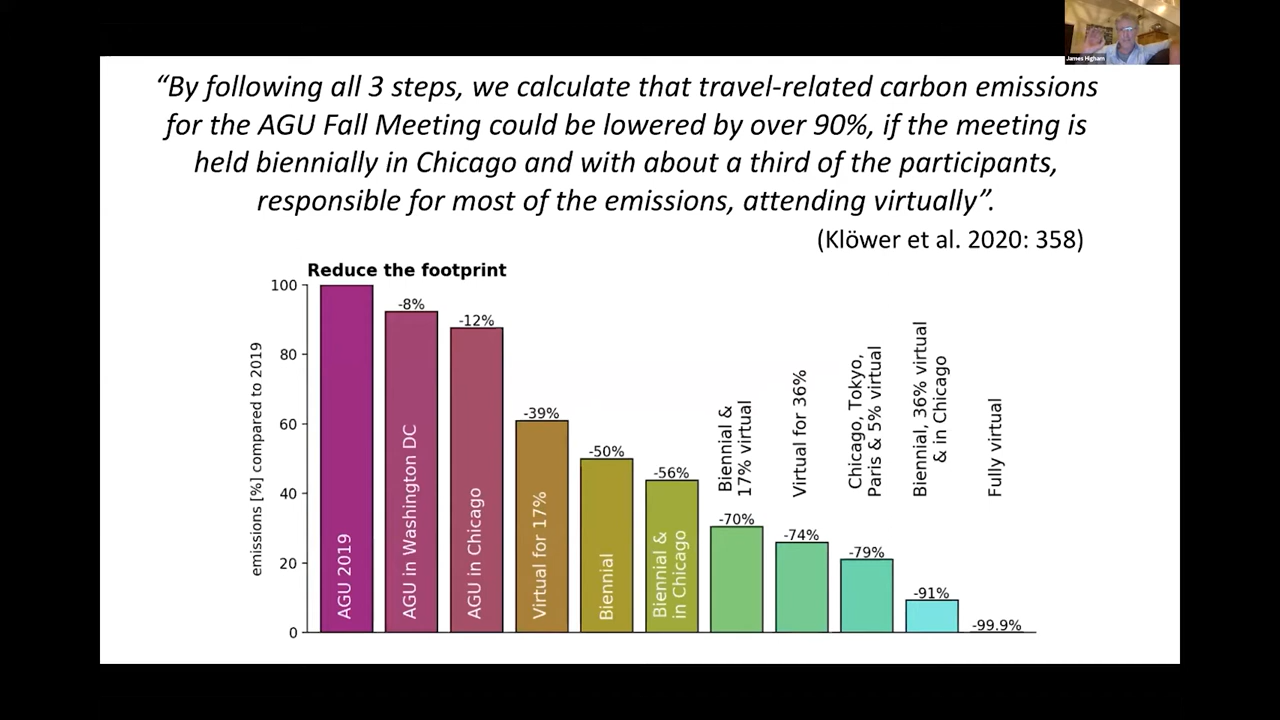 James Higham
“By following all 3 steps, we calculate that travel-related carbon emissions
for the AGU Fall Meeting could be lowered by over 90%, if the meeting is
held biennially in Chicago and with about a third of the participants,
responsible for most of the emissions, attending virtually”.
(Klöwer et al. 2020: 358)
Reduce the footprint
emissions [%] compared to 2019
100
80
60
40
20
0
AGU 2019
-8%
AGU in Washington DC
-12%
AGU in Chicago
-39%
Virtual for 17%
-50%
Biennial
-56%
Biennial &
in Chicago
Biennial &
17% virtual
-70%
Virtual for 36%
-74%
Chicago, Tokyo,
Paris & 5% virtual
-79%
Biennial, 36% virtual
& in Chicago
-91%
Fully virtual
-99.9%